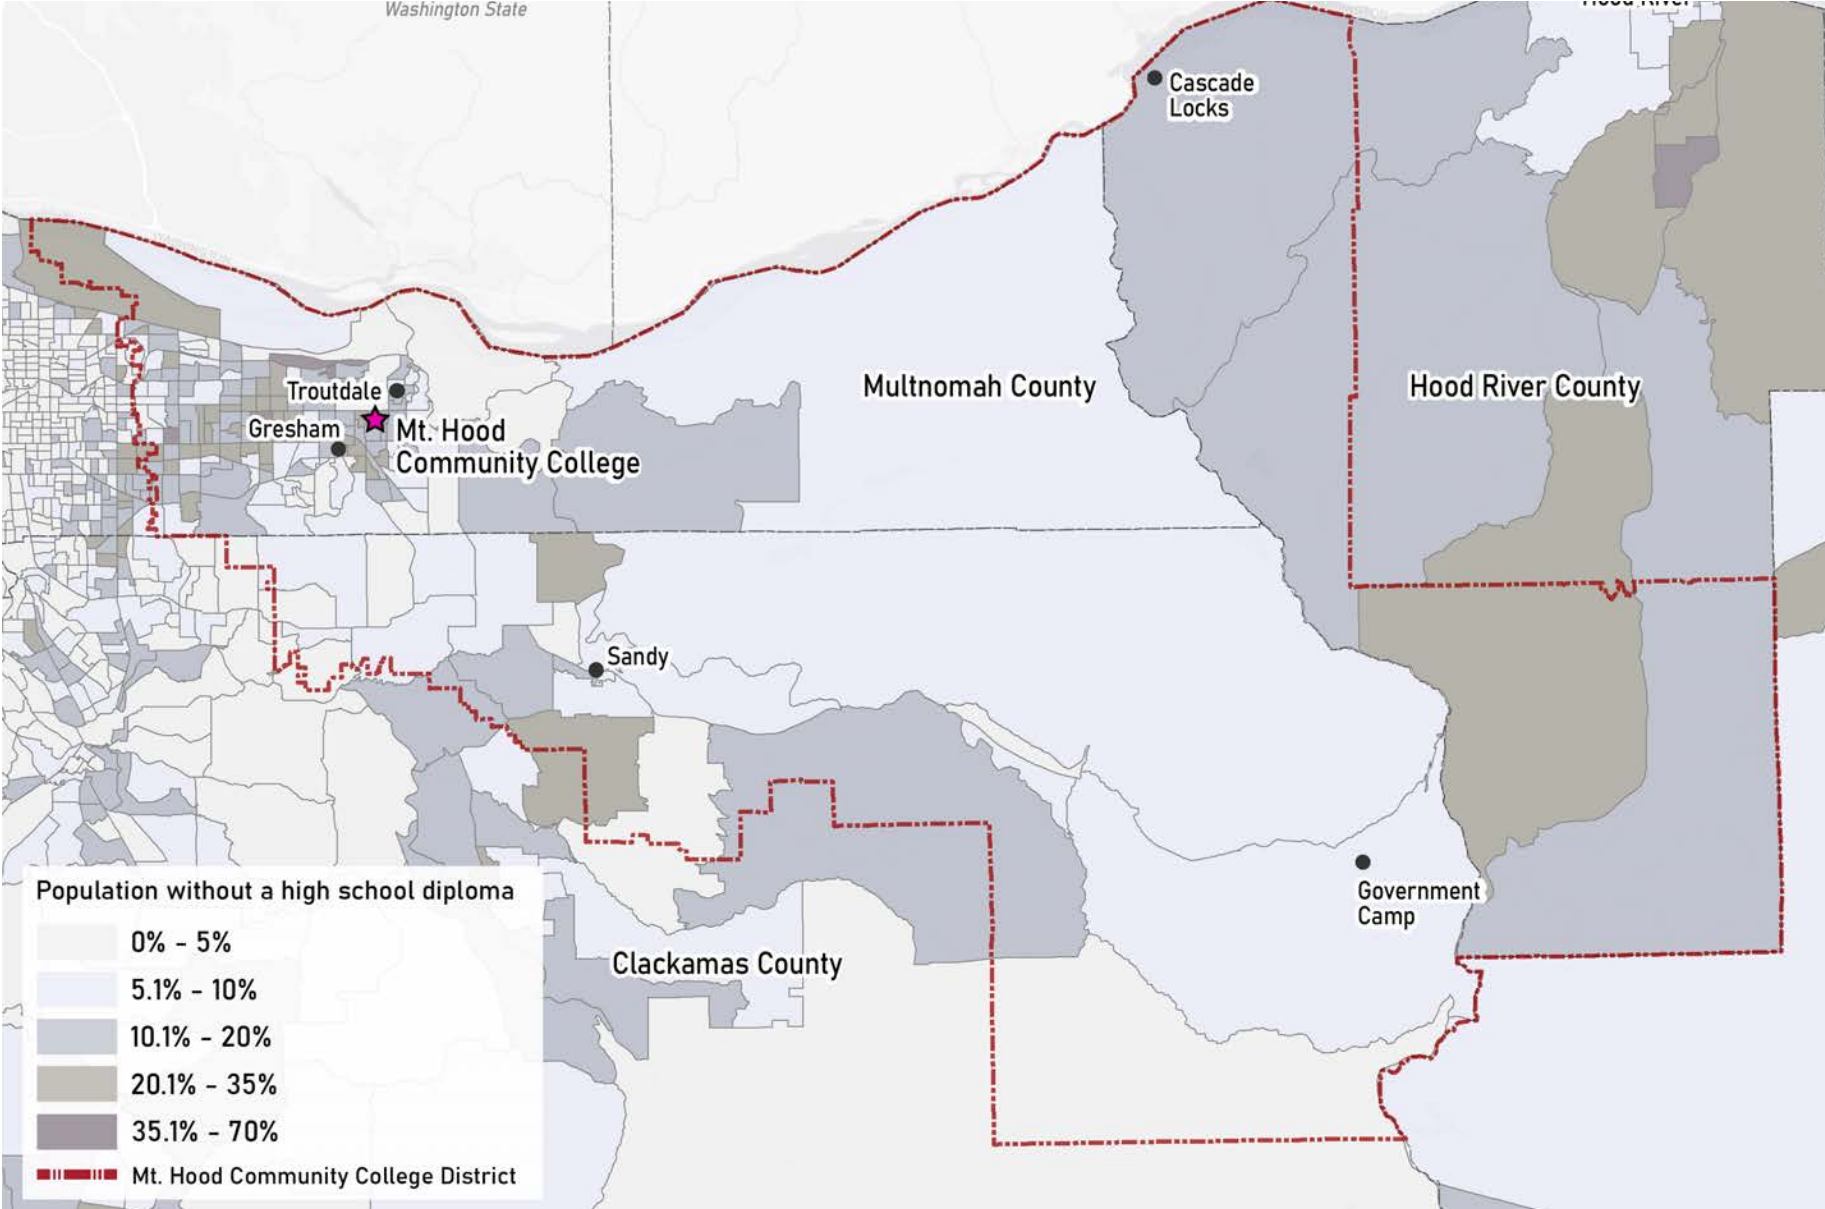 Washington State
Cascade
Locks
Multnomah County
Hood River County
Troutdale
Gresham
Mt. Hood
Community College
Sandy
Government
Camp
Clackamas County
Population without a high school diploma
0% - 5%
5.1% - 10%
10.1% - 20%
20.1% - 35%
35.1% - 70%
Mt. Hood Community College District